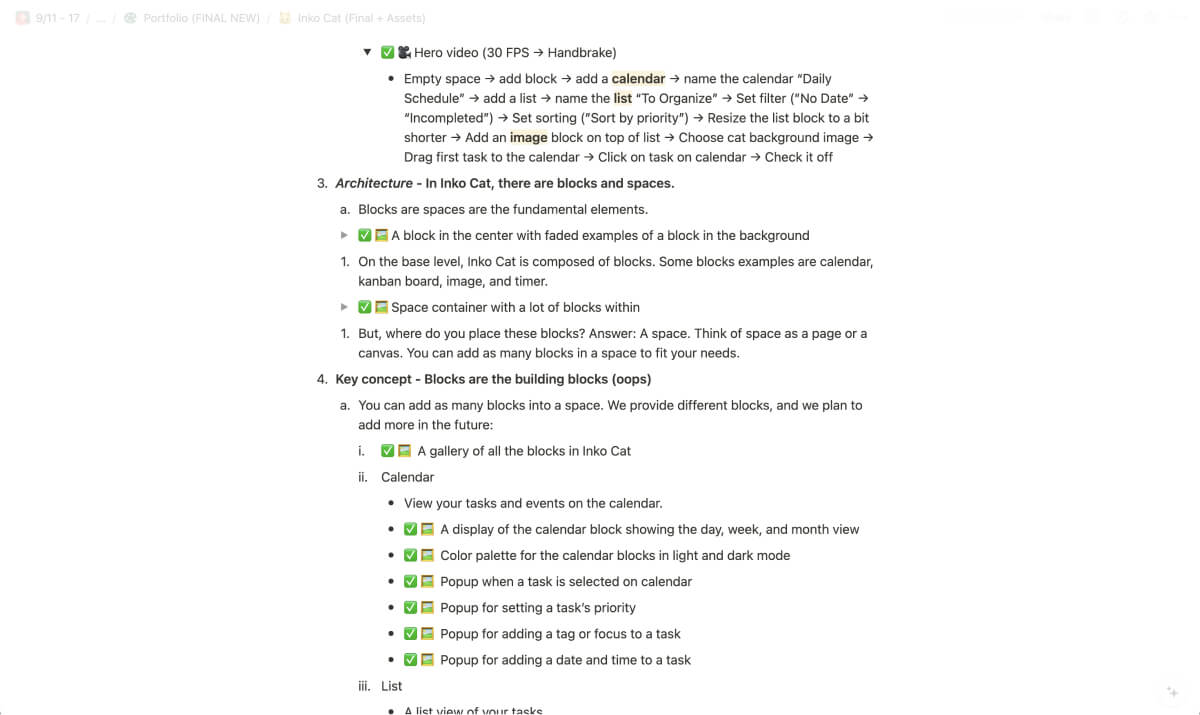 9/11 - 17 / ... / Portfolio (FINAL NEW) / Inko Cat (Final + Assets)
▼ ✅🎥 Hero video (30 FPS → Handbrake)
• Empty space → add block → add a calendar → name the calendar “Daily
Schedule” → add a list → name the list “To Organize” → Set filter (”No Date” →
“Incompleted”) → Set sorting (”Sort by priority”) → Resize the list block to a bit
shorter → Add an image block on top of list → Choose cat background image →
Drag first task to the calendar → Click on task on calendar → Check it off
3. Architecture - In Inko Cat, there are blocks and spaces.
a. Blocks are spaces are the fundamental elements.
▶ ✅🖼️ A block in the center with faded examples of a block in the background
1. On the base level, Inko Cat is composed of blocks. Some blocks examples are calendar,
kanban board, image, and timer.
▶ ✅🖼️ Space container with a lot of blocks within
1. But, where do you place these blocks? Answer: A space. Think of space as a page or a
canvas. You can add as many blocks in a space to fit your needs.
4. Key concept - Blocks are the building blocks (oops)
a. You can add as many blocks into a space. We provide different blocks, and we plan to
add more in the future:
i. ✅🖼️ A gallery of all the blocks in Inko Cat
ii. Calendar
• View your tasks and events on the calendar.
• ✅🖼️ A display of the calendar block showing the day, week, and month view
• ✅🖼️ Color palette for the calendar blocks in light and dark mode
• ✅🖼️ Popup when a task is selected on calendar
• ✅🖼️ Popup for setting a task’s priority
• ✅🖼️ Popup for adding a tag or focus to a task
• ✅🖼️ Popup for adding a date and time to a task
iii. List
• A list view of your tasks